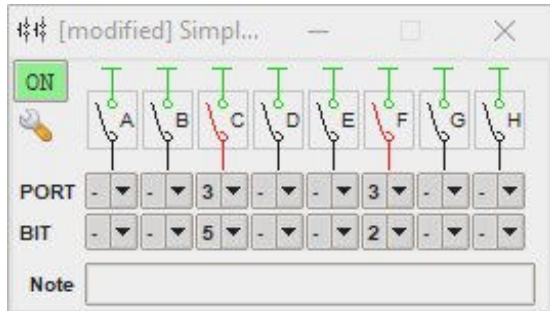 [modified] Simpl...
ON
A B C D E F G H
PORT - - 3 - - 3 - -
BIT - - 5 - - 2 - -
Note